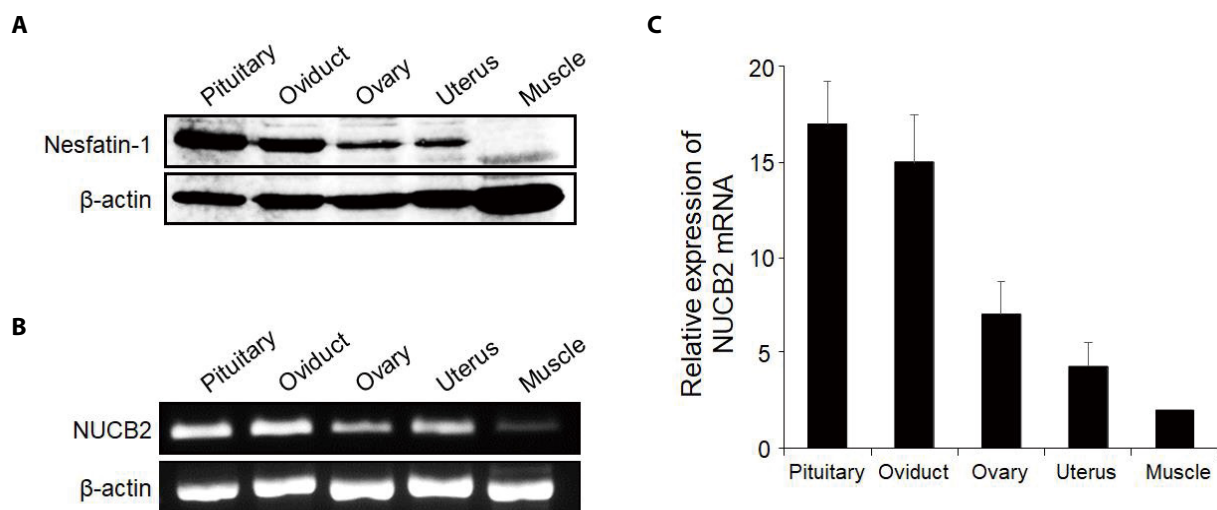 A
Pituitary
Oviduct
Ovary
Uterus
Muscle
Nesfatin-1
β-actin
B
Pituitary
Oviduct
Ovary
Uterus
Muscle
NUCB2
β-actin
C
Relative expression of
NUCB2 mRNA
20
15
10
5
0
Pituitary Oviduct Ovary Uterus Muscle